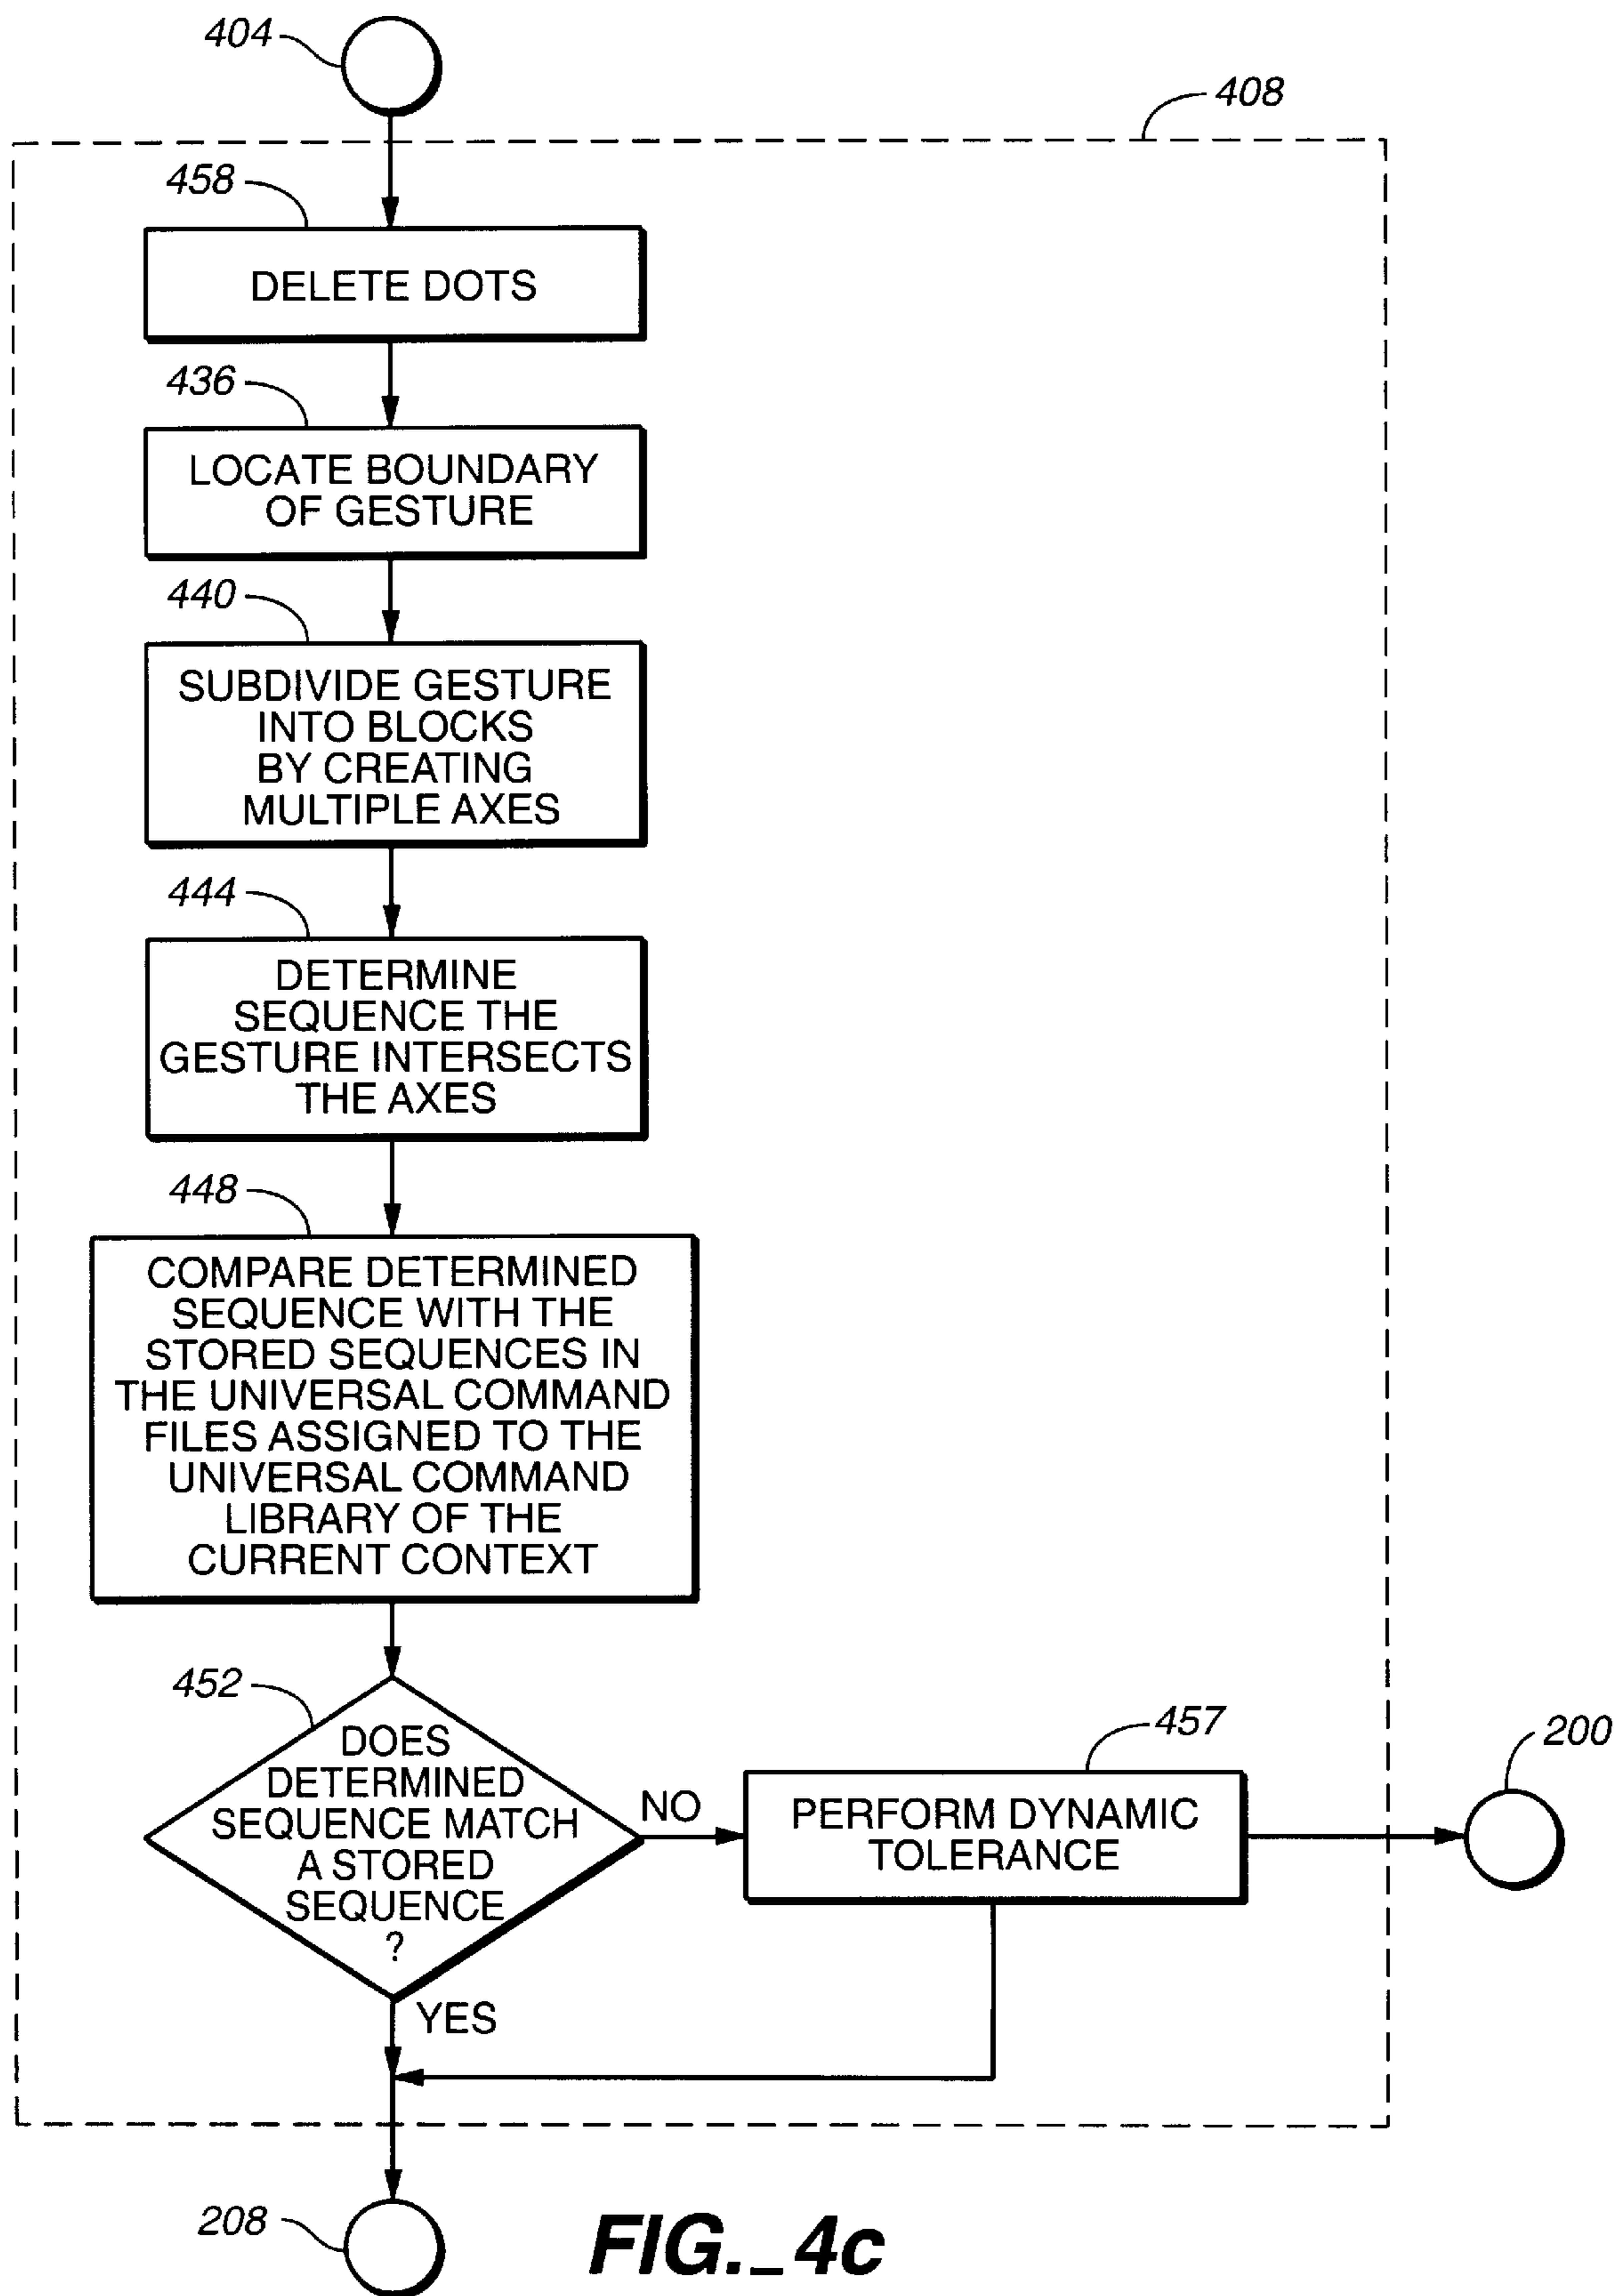 404
408
458
DELETE DOTS
436
LOCATE BOUNDARY
OF GESTURE
440
SUBDIVIDE GESTURE
INTO BLOCKS
BY CREATING
MULTIPLE AXES
444
DETERMINE
SEQUENCE THE
GESTURE INTERSECTS
THE AXES
448
COMPARE DETERMINED
SEQUENCE WITH THE
STORED SEQUENCES IN
THE UNIVERSAL COMMAND
FILES ASSIGNED TO THE
UNIVERSAL COMMAND
LIBRARY OF THE
CURRENT CONTEXT
452
DOES
DETERMINED
SEQUENCE MATCH
A STORED
SEQUENCE
?
NO
457
PERFORM DYNAMIC
TOLERANCE
200
YES
208
FIG._4c